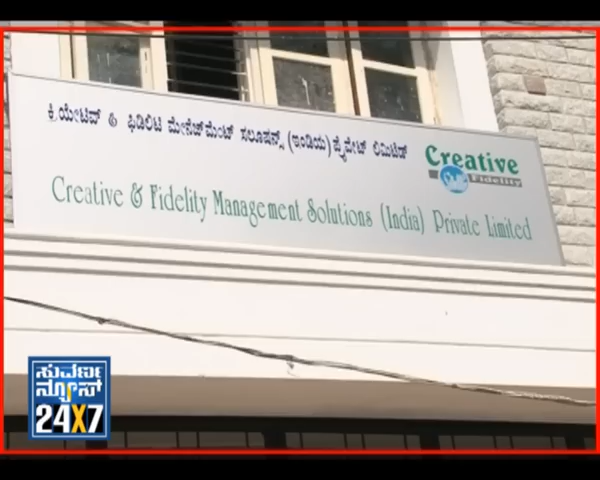 ಕ್ರಿಯೇಟಿವ್ & ಫಿಡಿಲಿಟಿ ಮೇನೆಜ್‌ಮೆಂಟ್ ಸಲೂಷನ್ಸ್ (ಇಂಡಿಯ) ಪ್ರೈವೇಟ್ ಲಿಮಿಟೆಡ್
Creative
Fidelity
Creative & Fidelity Management Solutions (India) Private Limited
ಸುವರ್ಣ
ನ್ಯೂಸ್
24X7